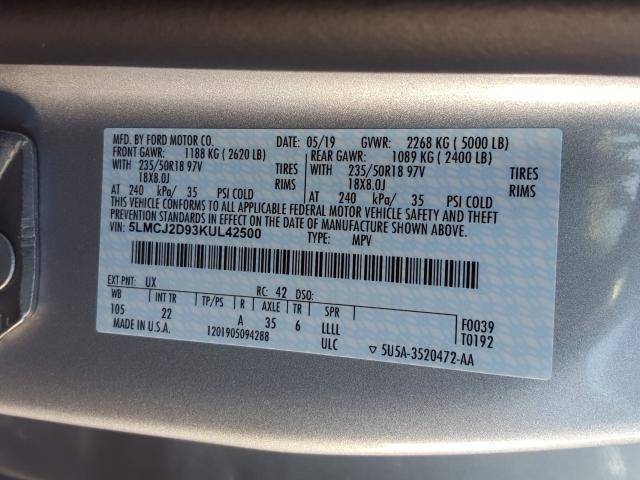 MFD. BY FORD MOTOR CO. DATE: 05/19 GVWR: 2268 KG ( 5000 LB)
FRONT GAWR: 1188 KG ( 2620 LB) REAR GAWR: 1089 KG ( 2400 LB)
WITH 235/50R18 97V TIRES WITH 235/50R18 97V TIRES
18X8.0J RIMS 18X8.0J RIMS
AT 240 kPa/ 35 PSI COLD AT 240 kPa/ 35 PSI COLD
THIS VEHICLE CONFORMS TO ALL APPLICABLE FEDERAL MOTOR VEHICLE SAFETY AND THEFT
PREVENTION STANDARDS IN EFFECT ON THE DATE OF MANUFACTURE SHOWN ABOVE.
VIN: 5LMCJ2D93KUL42500 TYPE: MPV
EXT PNT: UX RC: 42 DSO:
WB INT TR TP/PS R AXLE TR SPR
105 22 A 35 6 LLLL F0039
MADE IN U.S.A. 1201905094288 ULC T0192
▽ 5U5A-3520472-AA